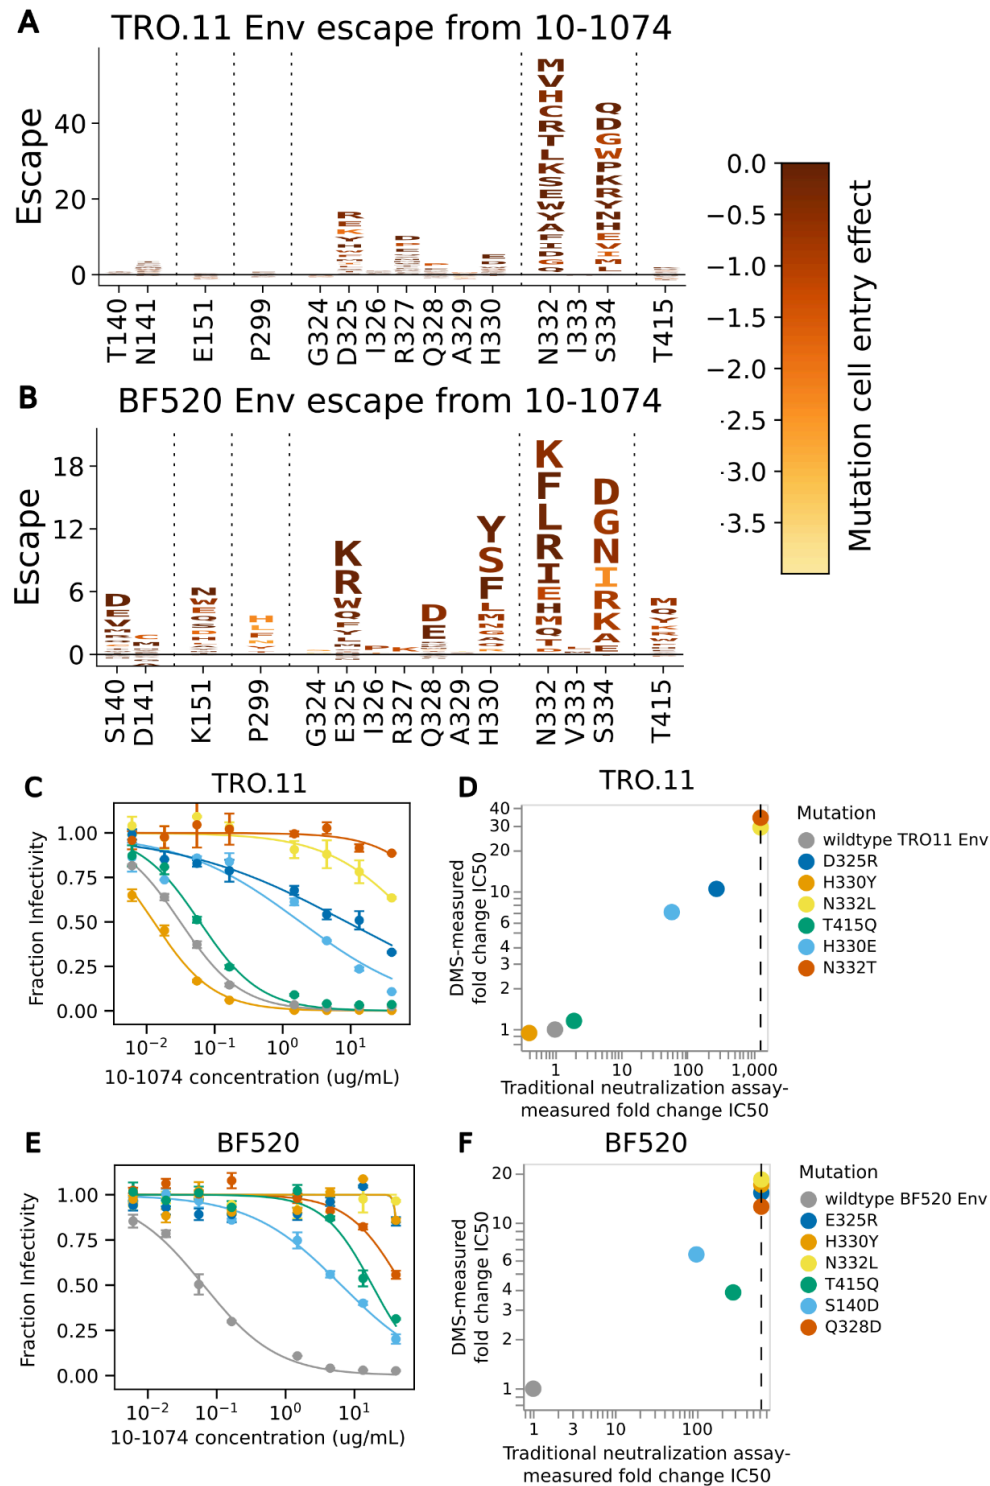 A
TRO.11 Env escape from 10-1074
Escape
40
20
0
T140
N141
E151
P299
G324
D325
I326
R327
Q328
A329
H330
N332
I333
S334
T415
0.0
−0.5
−1.0
−1.5
−2.0
-2.5
-3.0
-3.5
Mutation cell entry effect
B
BF520 Env escape from 10-1074
Escape
18
12
6
0
K
F
L
R
I
E
D
G
N
I
R
K
A
E
Y
S
F
K
R
D
E
D
S140
D141
K151
P299
G324
E325
I326
R327
Q328
A329
H330
N332
V333
S334
T415
C
TRO.11
Fraction Infectivity
1.00
0.75
0.50
0.25
0.00
10⁻²
10⁻¹
10⁰
10¹
10-1074 concentration (ug/mL)
D
TRO.11
DMS-measured
fold change IC50
40
30
20
10
6
4
3
2
1
1
10
100
1,000
Traditional neutralization assay-
measured fold change IC50
Mutation
wildtype TRO11 Env
D325R
H330Y
N332L
T415Q
H330E
N332T
E
BF520
Fraction Infectivity
1.00
0.75
0.50
0.25
0.00
10⁻²
10⁻¹
10⁰
10¹
10-1074 concentration (ug/mL)
F
BF520
DMS-measured
fold change IC50
20
10
6
4
3
2
1
1
3
10
100
Traditional neutralization assay-
measured fold change IC50
Mutation
wildtype BF520 Env
E325R
H330Y
N332L
T415Q
S140D
Q328D